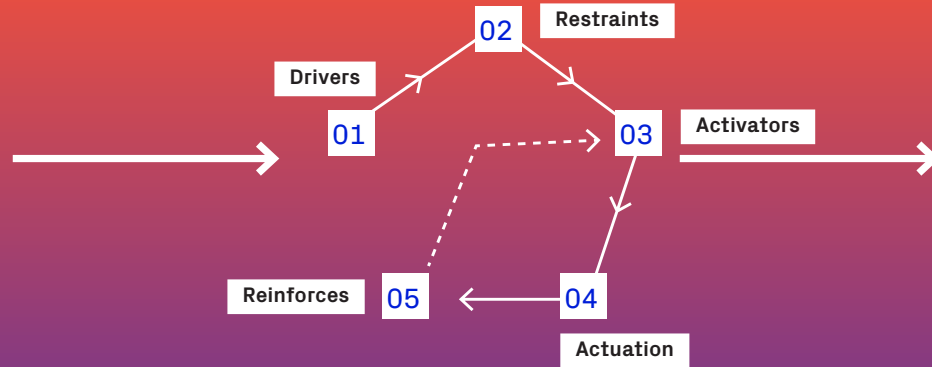 02
Restraints
Drivers
01
03
Activators
Reinforces
05
04
Actuation